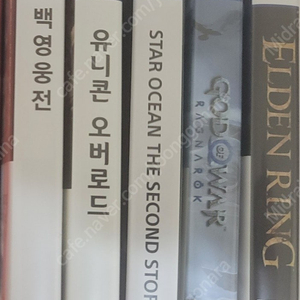 백영웅전
유니콘 오버로드
STAR OCEAN THE SECOND STOR
GOD OF WAR
RAGNARÖK
ELDEN RING